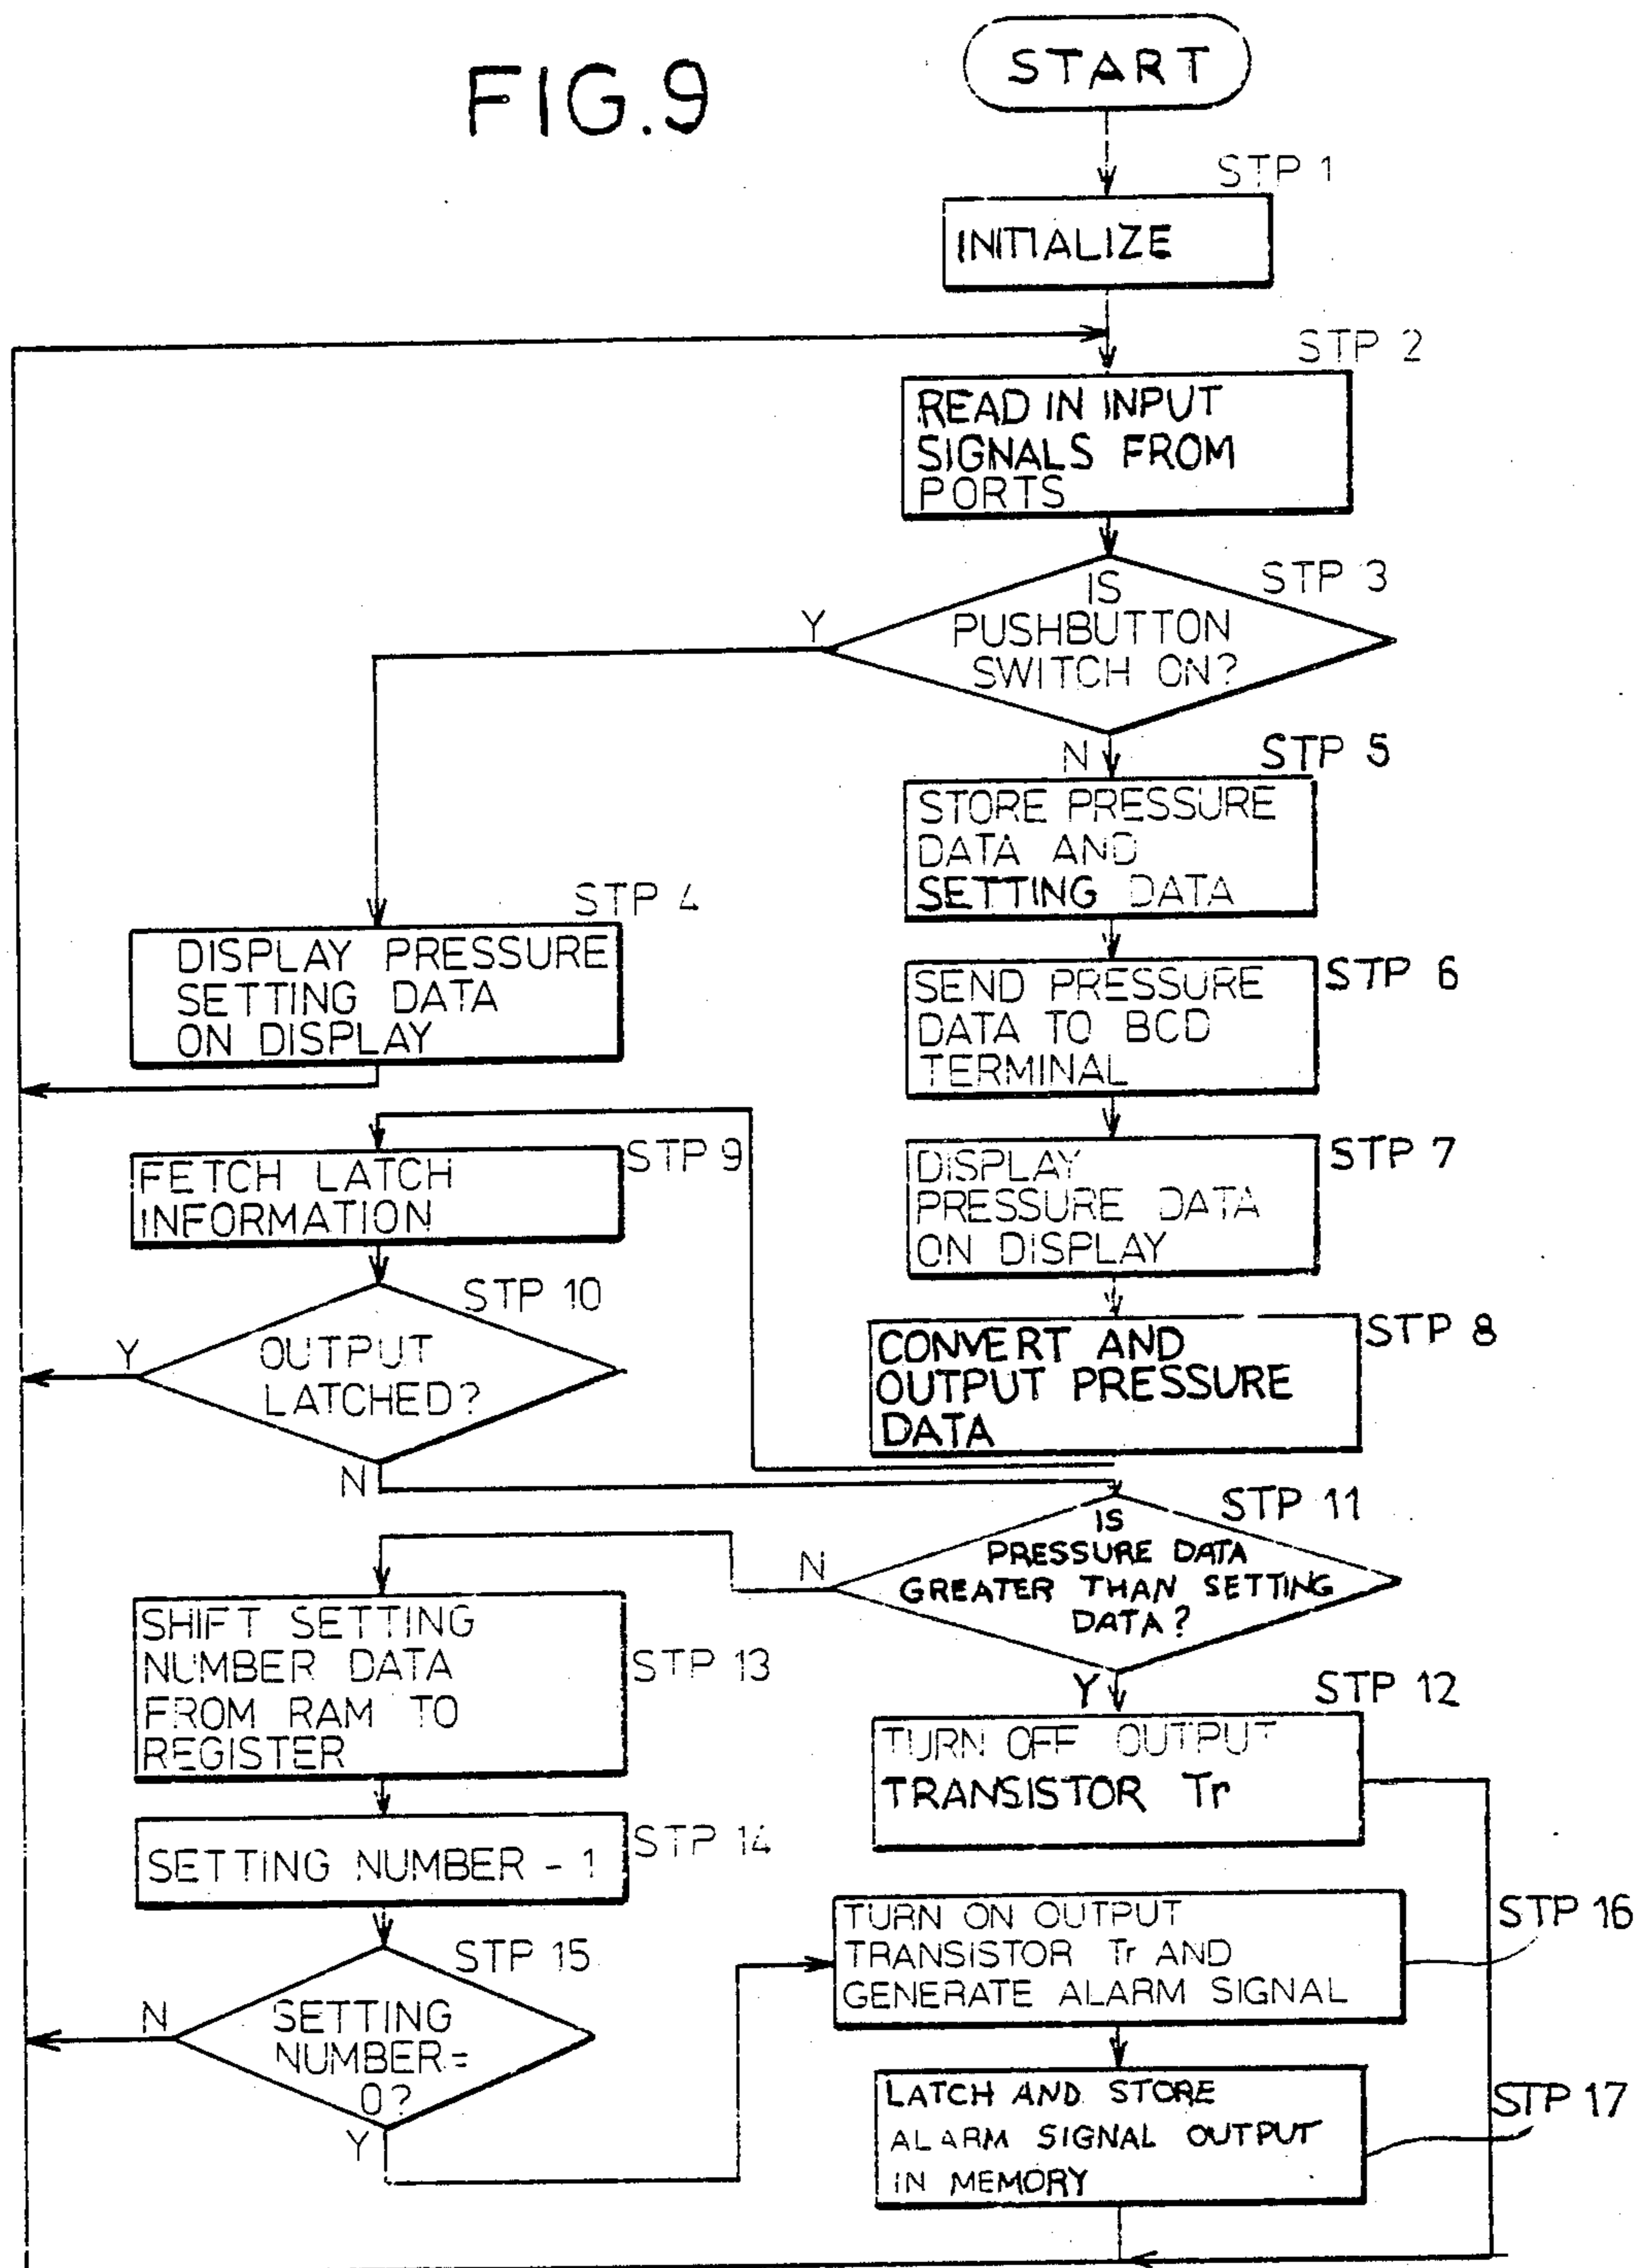 FIG.9
START
STP 1
INITIALIZE
STP 2
READ IN INPUT
SIGNALS FROM
PORTS
STP 3
IS
PUSHBUTTON
SWITCH ON?
Y
N
STP 4
DISPLAY PRESSURE
SETTING DATA
ON DISPLAY
STP 5
STORE PRESSURE
DATA AND
SETTING DATA
STP 6
SEND PRESSURE
DATA TO BCD
TERMINAL
STP 7
DISPLAY
PRESSURE DATA
ON DISPLAY
STP 8
CONVERT AND
OUTPUT PRESSURE
DATA
STP 9
FETCH LATCH
INFORMATION
STP 10
OUTPUT
LATCHED?
Y
N
STP 11
IS
PRESSURE DATA
GREATER THAN SETTING
DATA?
N
Y
STP 12
TURN OFF OUTPUT
TRANSISTOR Tr
STP 13
SHIFT SETTING
NUMBER DATA
FROM RAM TO
REGISTER
STP 14
SETTING NUMBER - 1
STP 15
SETTING
NUMBER=
0?
N
Y
STP 16
TURN ON OUTPUT
TRANSISTOR Tr AND
GENERATE ALARM SIGNAL
STP 17
LATCH AND STORE
ALARM SIGNAL OUTPUT
IN MEMORY